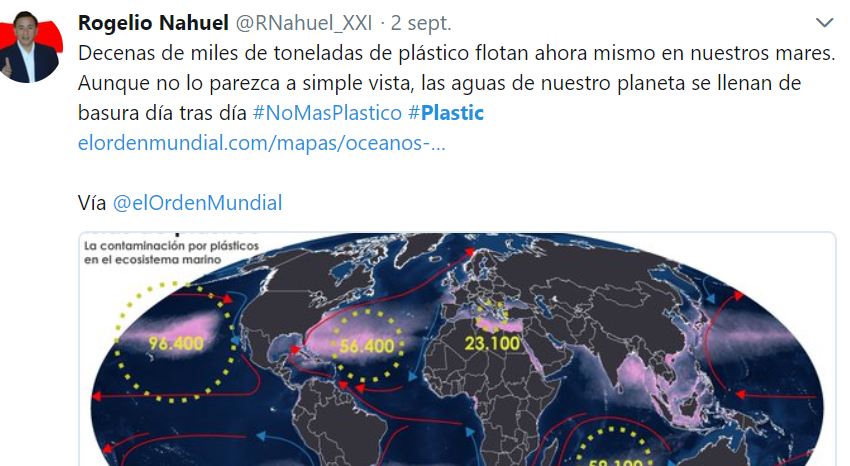 Rogelio Nahuel @RNahuel_XXI · 2 sept.
Decenas de miles de toneladas de plástico flotan ahora mismo en nuestros mares.
Aunque no lo parezca a simple vista, las aguas de nuestro planeta se llenan de
basura día tras día #NoMasPlastico #Plastic
elordenmundial.com/mapas/oceanos-...
Vía @elOrdenMundial
La contaminación por plásticos
en el ecosistema marino
96.400
56.400
23.100